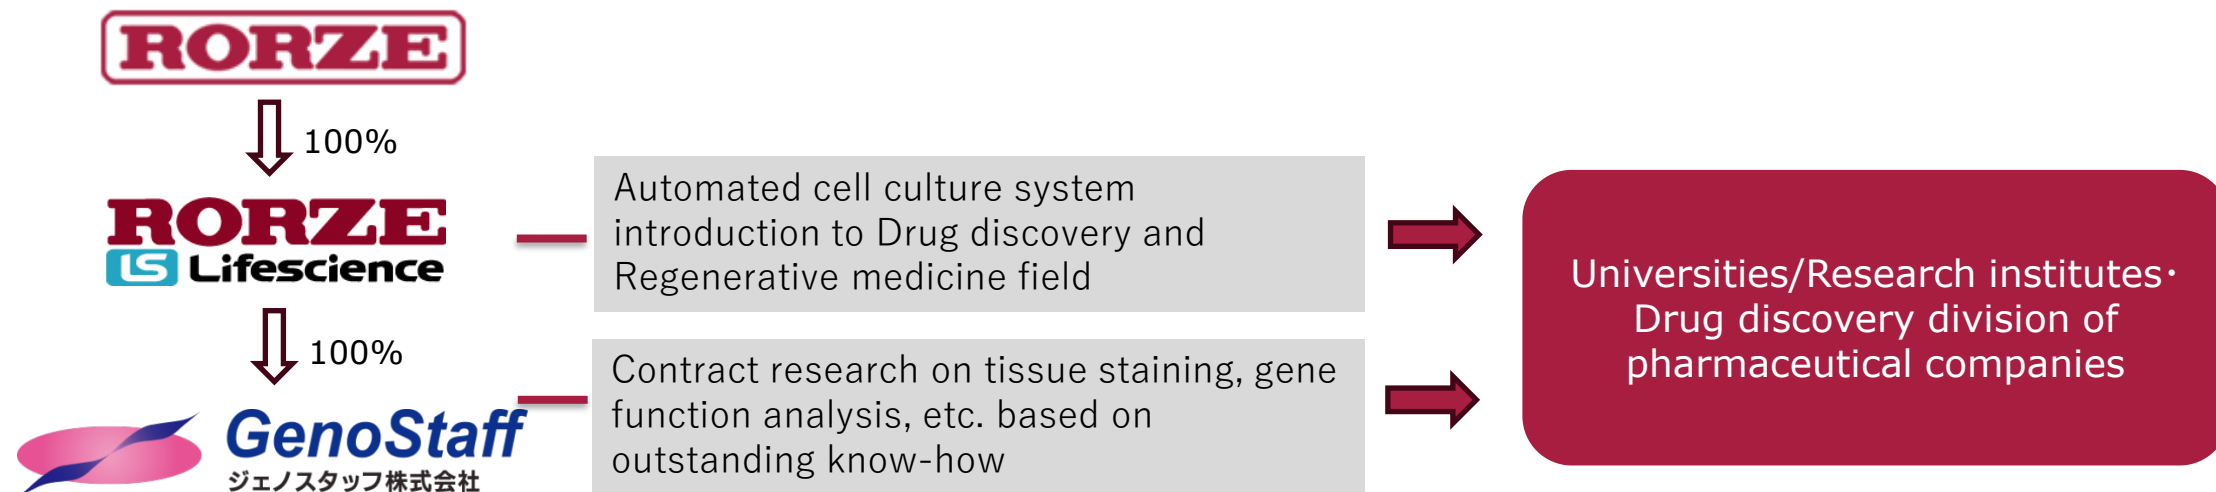 RORZE
100%
RORZE
LS Lifescience
100%
GenoStaff
ジェノスタッフ株式会社
Automated cell culture system
introduction to Drug discovery and
Regenerative medicine field
Contract research on tissue staining, gene
function analysis, etc. based on
outstanding know-how
Universities/Research institutes・
Drug discovery division of
pharmaceutical companies